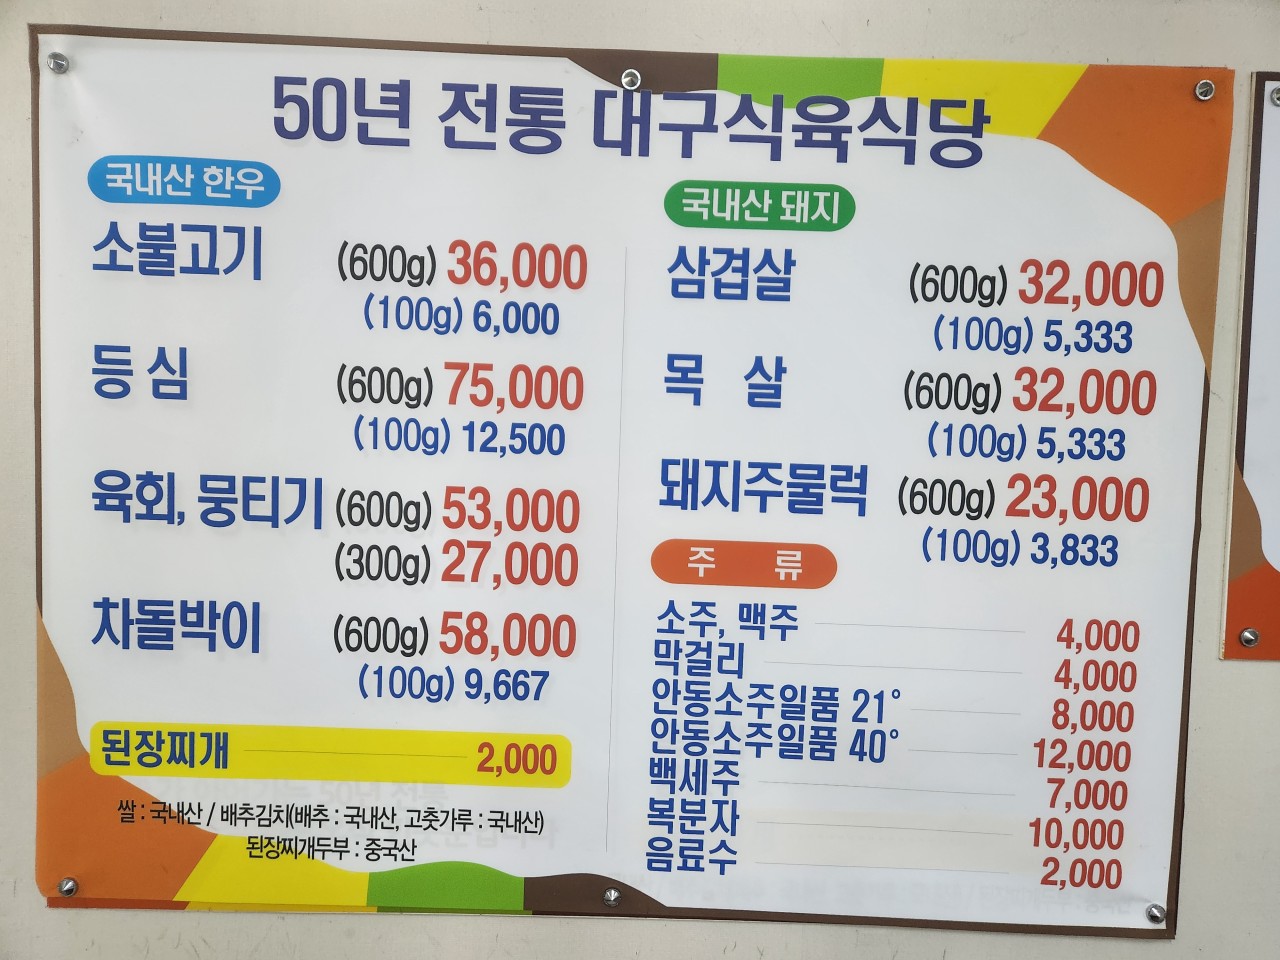 50년 전통 대구식육식당
국내산 한우
소불고기 (600g) 36,000
(100g) 6,000
등심 (600g) 75,000
(100g) 12,500
육회, 뭉티기 (600g) 53,000
(300g) 27,000
차돌박이 (600g) 58,000
(100g) 9,667
된장찌개 2,000
쌀 : 국내산 / 배추김치(배추 : 국내산, 고춧가루 : 국내산)
된장찌개두부 : 중국산
국내산 돼지
삼겹살 (600g) 32,000
(100g) 5,333
목 살 (600g) 32,000
(100g) 5,333
돼지주물럭 (600g) 23,000
(100g) 3,833
주 류
소주, 맥주 4,000
막걸리 4,000
안동소주일품 21° 8,000
안동소주일품 40° 12,000
백세주 7,000
복분자 10,000
음료수 2,000